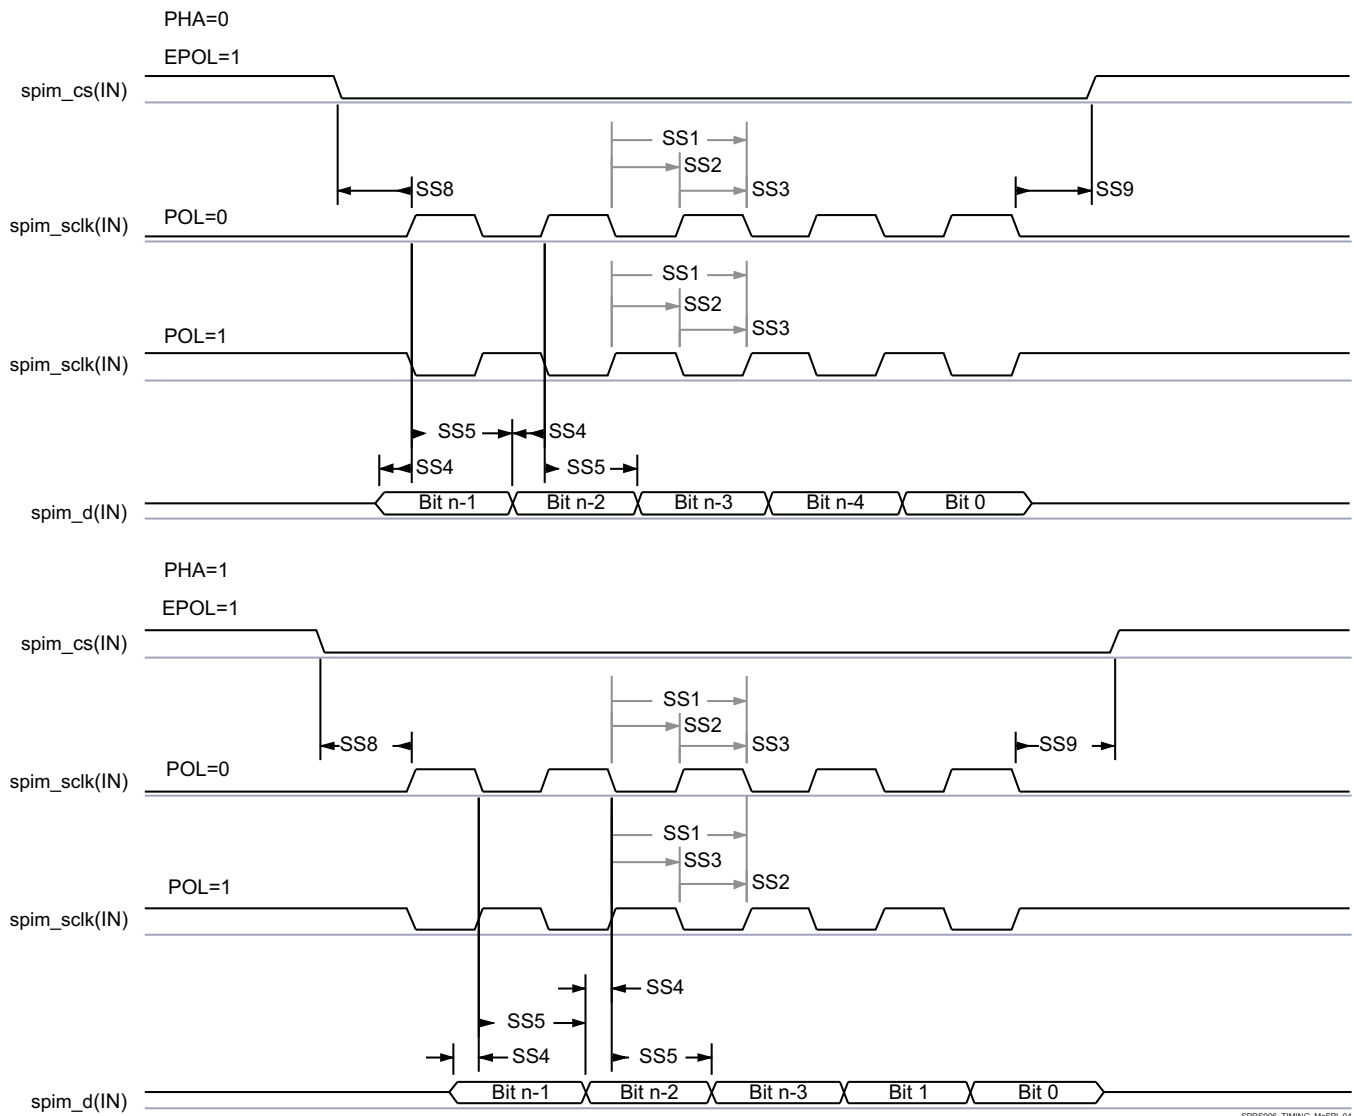 PHA=0
EPOL=1
spim_cs(IN)
SS1
SS2
SS8
SS3
SS9
POL=0
spim_sclk(IN)
SS1
SS2
SS3
POL=1
spim_sclk(IN)
SS5
SS4
SS4
SS5
Bit n-1
Bit n-2
Bit n-3
Bit n-4
Bit 0
spim_d(IN)
PHA=1
EPOL=1
spim_cs(IN)
SS1
SS2
SS8
SS3
SS9
POL=0
spim_sclk(IN)
SS1
SS3
SS2
POL=1
spim_sclk(IN)
SS4
SS5
SS4
SS5
Bit n-1
Bit n-2
Bit n-3
Bit 1
Bit 0
spim_d(IN)
SPRS906_TIMING_McSPI_04